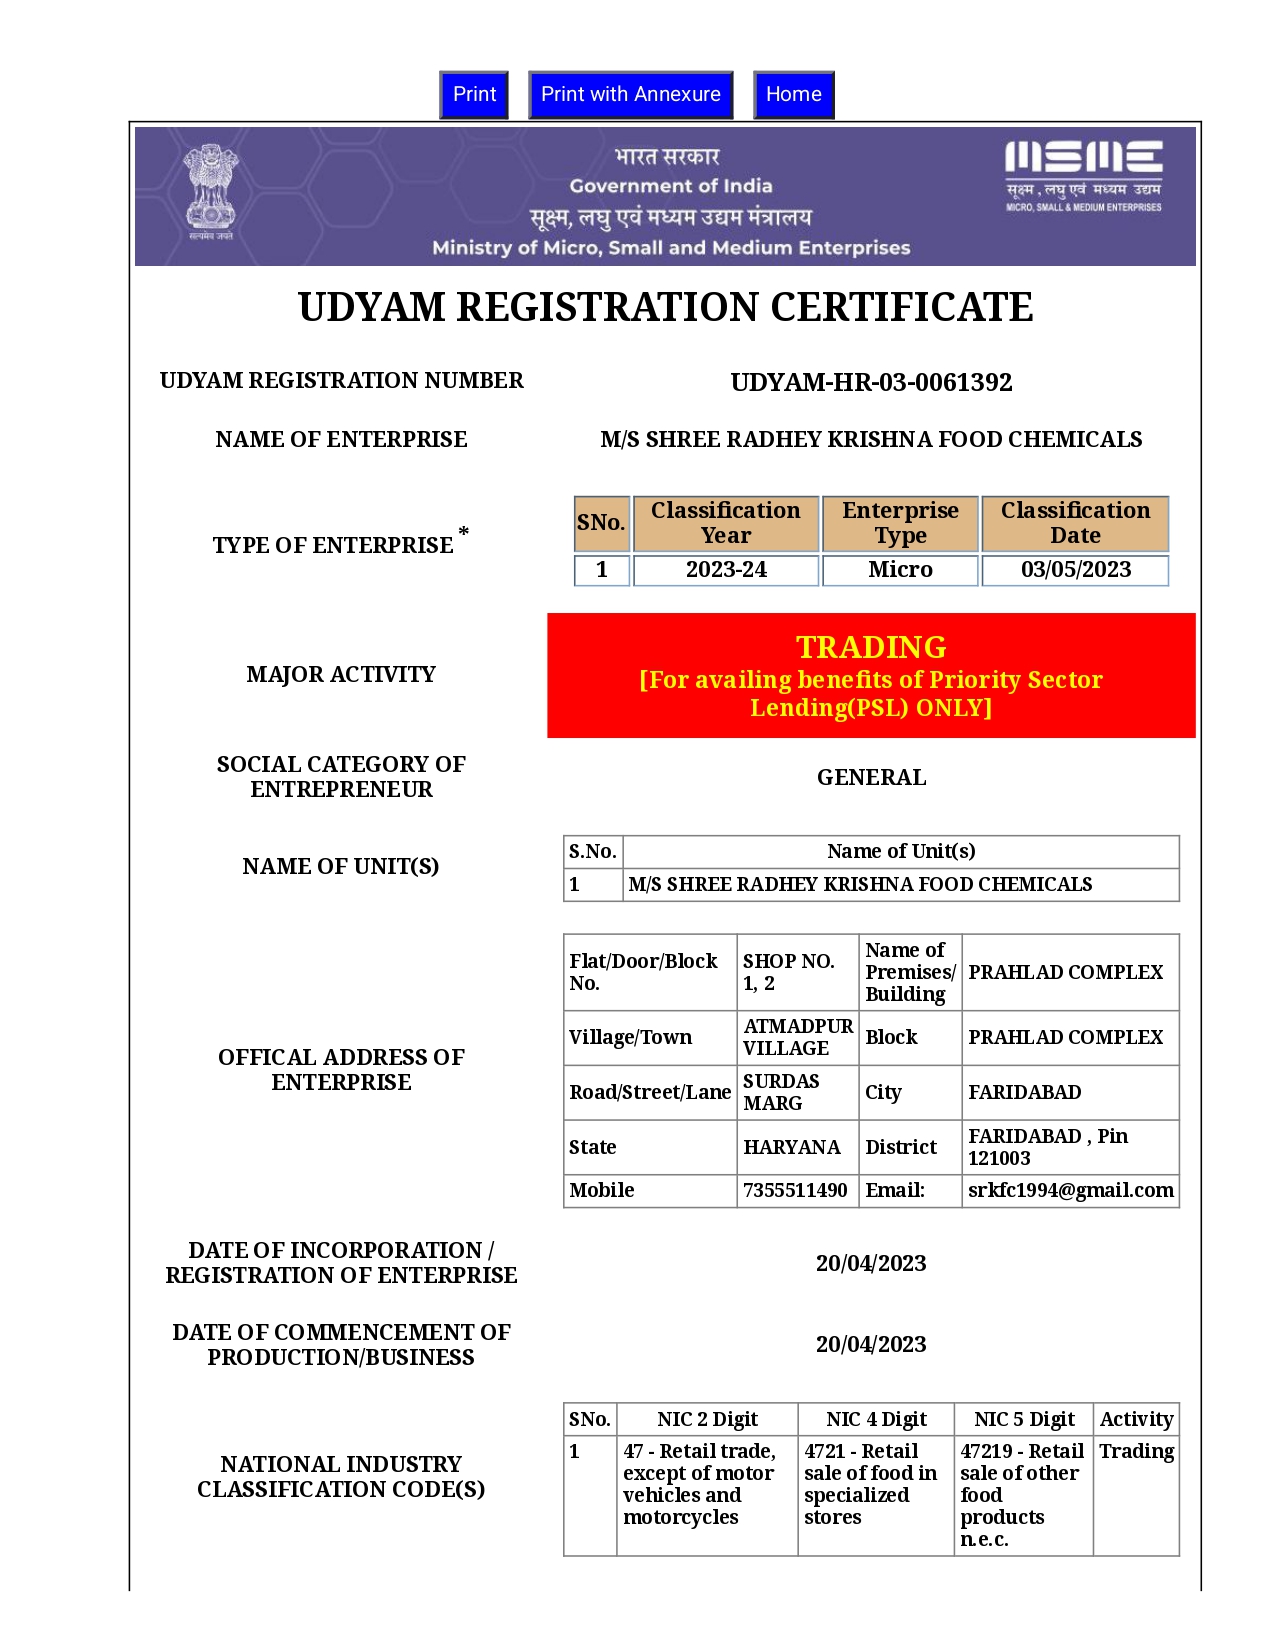 Print Print with Annexure Home
सत्यमेव जयते
भारत सरकार
Government of India
सूक्ष्म, लघु एवं मध्यम उद्यम मंत्रालय
Ministry of Micro, Small and Medium Enterprises
MSME
सूक्ष्म , लघु एवं मध्यम उद्यम
MICRO, SMALL & MEDIUM ENTERPRISES
UDYAM REGISTRATION CERTIFICATE
UDYAM REGISTRATION NUMBER UDYAM-HR-03-0061392
NAME OF ENTERPRISE M/S SHREE RADHEY KRISHNA FOOD CHEMICALS
TYPE OF ENTERPRISE *
SNo. Classification Year Enterprise Type Classification Date
1 2023-24 Micro 03/05/2023
MAJOR ACTIVITY
TRADING
[For availing benefits of Priority Sector
Lending(PSL) ONLY]
SOCIAL CATEGORY OF
ENTREPRENEUR
GENERAL
NAME OF UNIT(S)
S.No. Name of Unit(s)
1 M/S SHREE RADHEY KRISHNA FOOD CHEMICALS
OFFICAL ADDRESS OF
ENTERPRISE
Flat/Door/Block No. SHOP NO. 1, 2 Name of Premises/ Building PRAHLAD COMPLEX
Village/Town ATMADPUR VILLAGE Block PRAHLAD COMPLEX
Road/Street/Lane SURDAS MARG City FARIDABAD
State HARYANA District FARIDABAD , Pin 121003
Mobile 7355511490 Email: srkfc1994@gmail.com
DATE OF INCORPORATION /
REGISTRATION OF ENTERPRISE
20/04/2023
DATE OF COMMENCEMENT OF
PRODUCTION/BUSINESS
20/04/2023
NATIONAL INDUSTRY
CLASSIFICATION CODE(S)
SNo. NIC 2 Digit NIC 4 Digit NIC 5 Digit Activity
1 47 - Retail trade, except of motor vehicles and motorcycles 4721 - Retail sale of food in specialized stores 47219 - Retail sale of other food products n.e.c. Trading